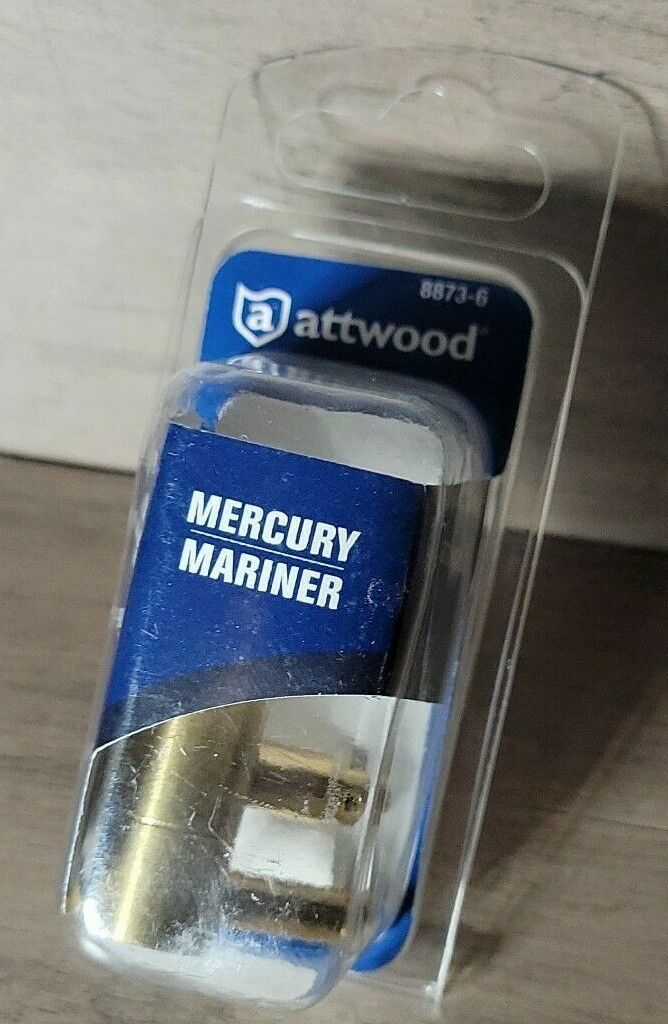 8873-6
a attwood
MERCURY
MARINER